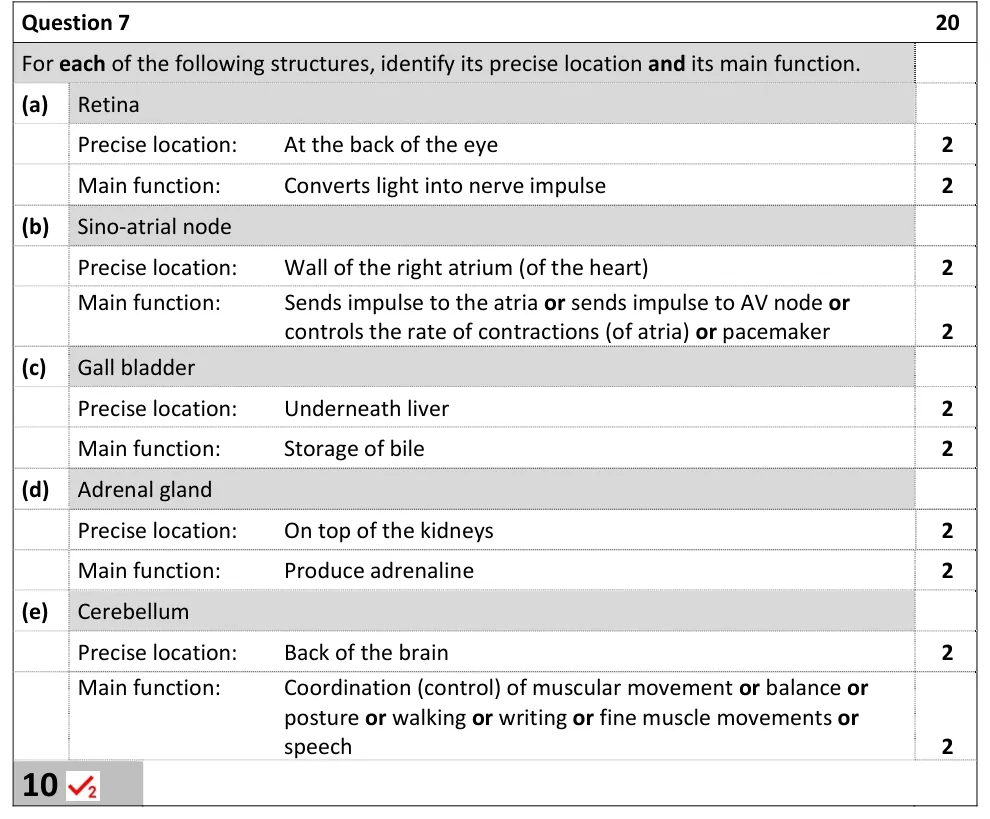 Question 7 20
For each of the following structures, identify its precise location and its main function.
(a) Retina
Precise location: At the back of the eye 2
Main function: Converts light into nerve impulse 2
(b) Sino-atrial node
Precise location: Wall of the right atrium (of the heart) 2
Main function: Sends impulse to the atria or sends impulse to AV node or
controls the rate of contractions (of atria) or pacemaker 2
(c) Gall bladder
Precise location: Underneath liver 2
Main function: Storage of bile 2
(d) Adrenal gland
Precise location: On top of the kidneys 2
Main function: Produce adrenaline 2
(e) Cerebellum
Precise location: Back of the brain 2
Main function: Coordination (control) of muscular movement or balance or
posture or walking or writing or fine muscle movements or
speech 2
10 ✓2